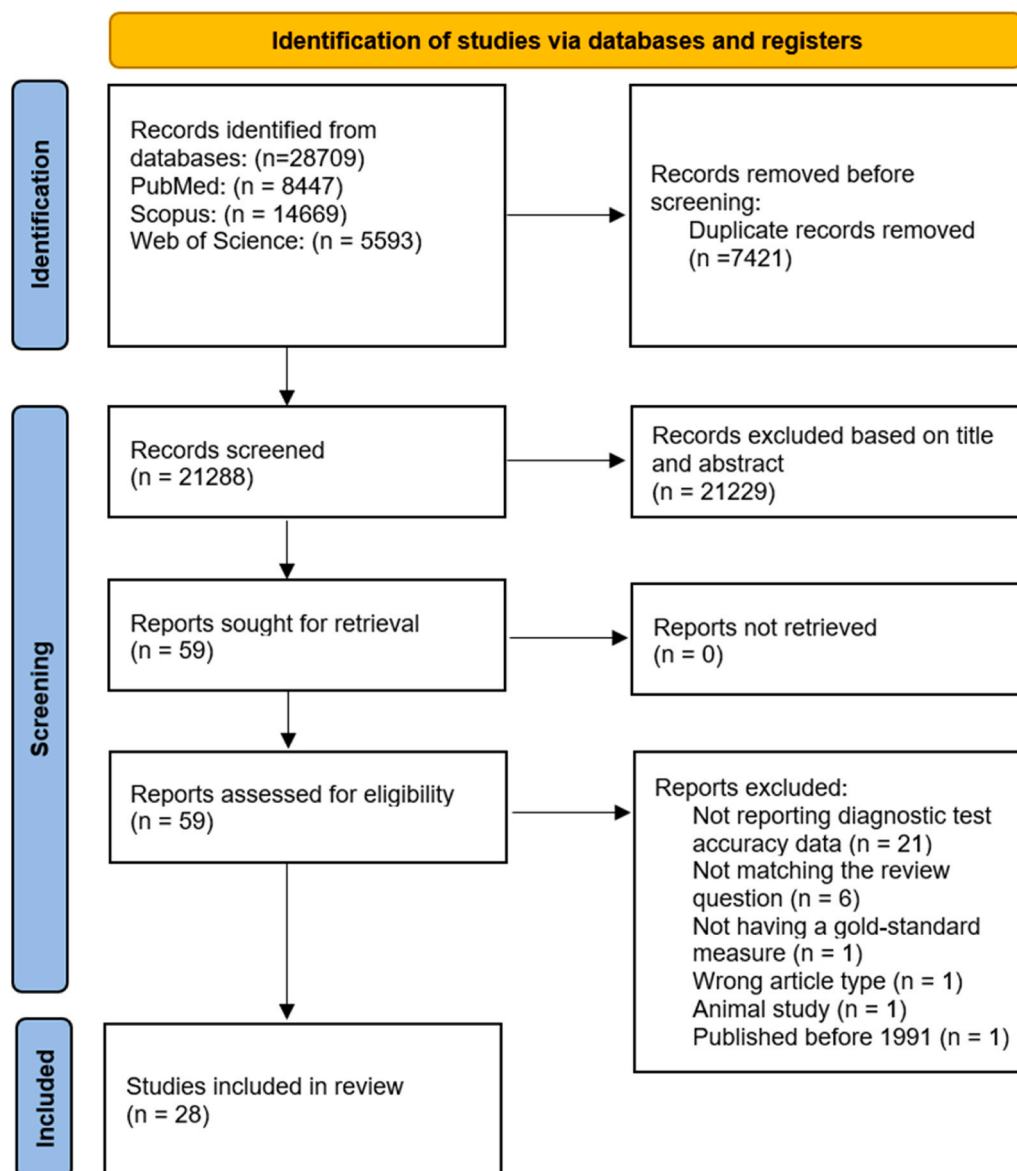 Identification of studies via databases and registers
Identification
Records identified from
databases: (n=28709)
PubMed: (n = 8447)
Scopus: (n = 14669)
Web of Science: (n = 5593)
Records removed before
screening:
Duplicate records removed
(n =7421)
Screening
Records screened
(n = 21288)
Records excluded based on title
and abstract
(n = 21229)
Reports sought for retrieval
(n = 59)
Reports not retrieved
(n = 0)
Reports assessed for eligibility
(n = 59)
Reports excluded:
Not reporting diagnostic test
accuracy data (n = 21)
Not matching the review
question (n = 6)
Not having a gold-standard
measure (n = 1)
Wrong article type (n = 1)
Animal study (n = 1)
Published before 1991 (n = 1)
Included
Studies included in review
(n = 28)